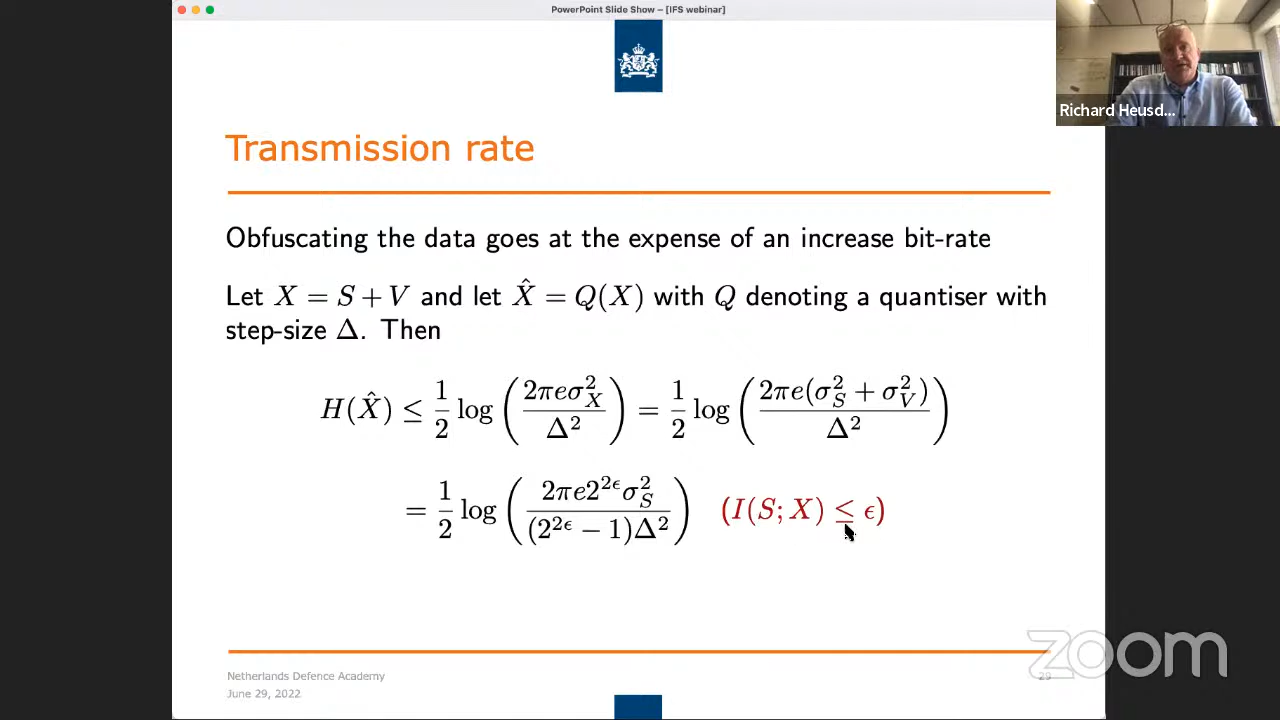 PowerPoint Slide Show – [IFS webinar]
Richard Heusd...
Transmission rate
Obfuscating the data goes at the expense of an increase bit-rate
Let X = S + V and let X̂ = Q(X) with Q denoting a quantiser with
step-size Δ. Then
H(X̂) ≤ 1/2 log (2πeσ_X^2 / Δ^2) = 1/2 log (2πe(σ_S^2 + σ_V^2) / Δ^2)
= 1/2 log (2πe2^{2ϵ}σ_S^2 / (2^{2ϵ} − 1)Δ^2) (I(S; X) ≤ ϵ)
zoom
Netherlands Defence Academy
29
June 29, 2022